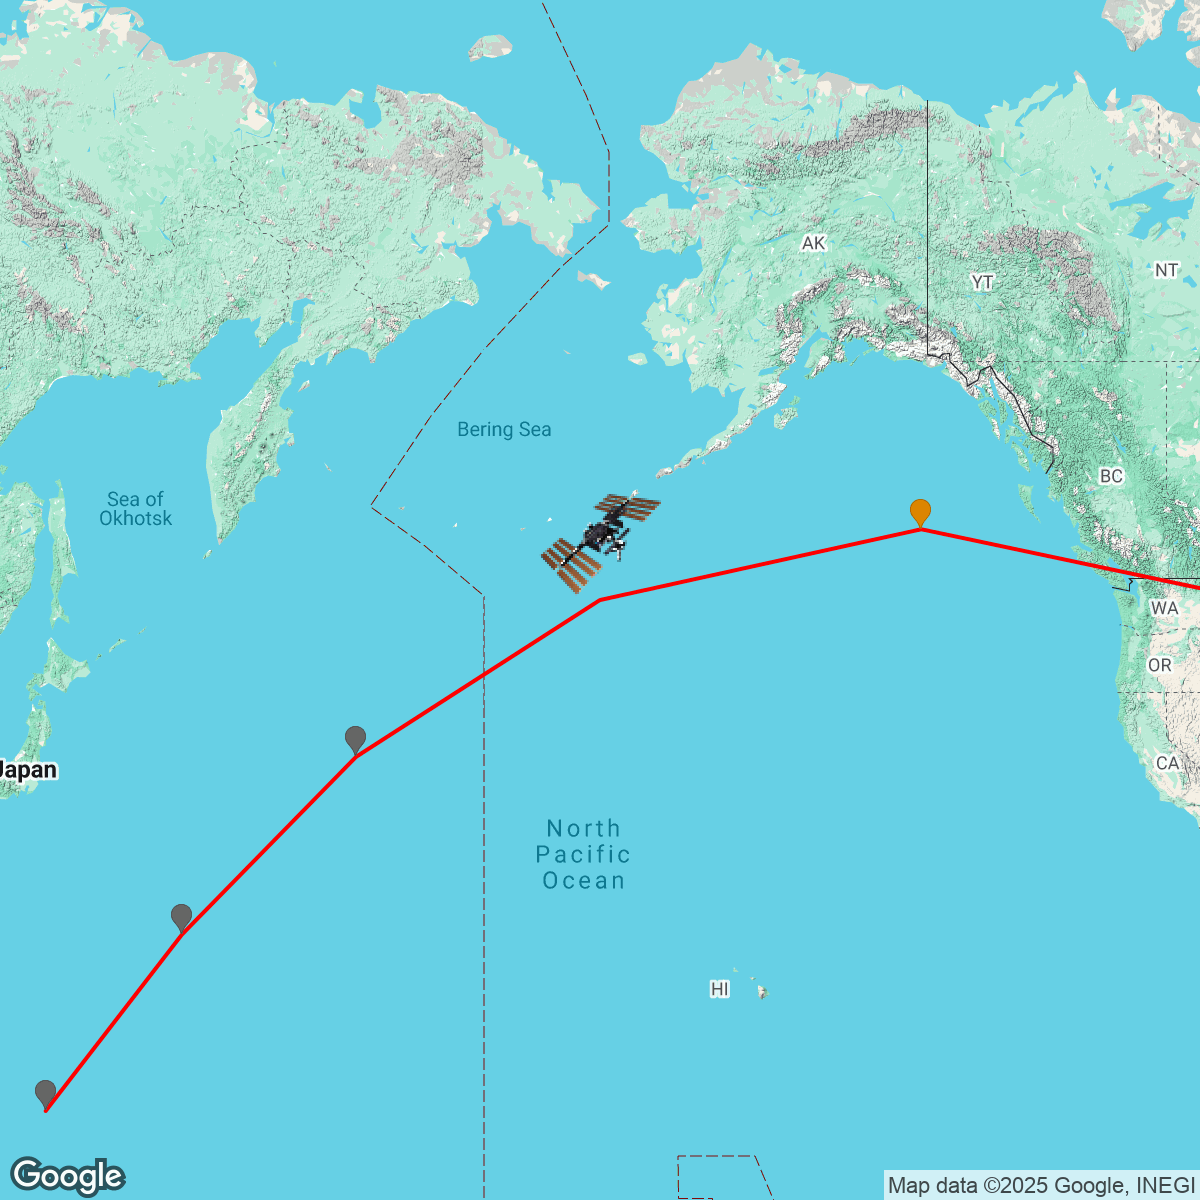 AK
NT
YT
Bering Sea
BC
Sea of
Okhotsk
WA
OR
CA
Japan
North
Pacific
Ocean
HI
Google
Map data ©2025 Google, INEGI